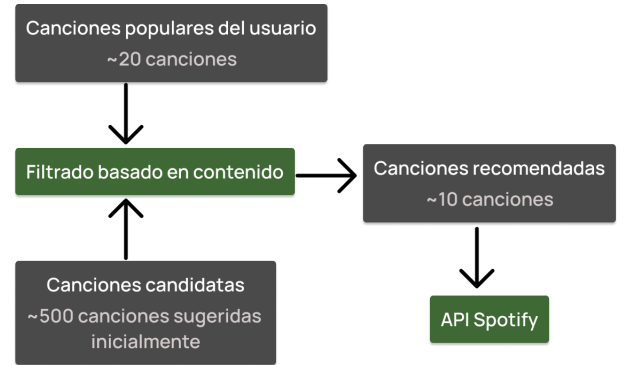 Canciones populares del usuario
~20 canciones
Filtrado basado en contenido
Canciones recomendadas
~10 canciones
Canciones candidatas
~500 canciones sugeridas
inicialmente
API Spotify